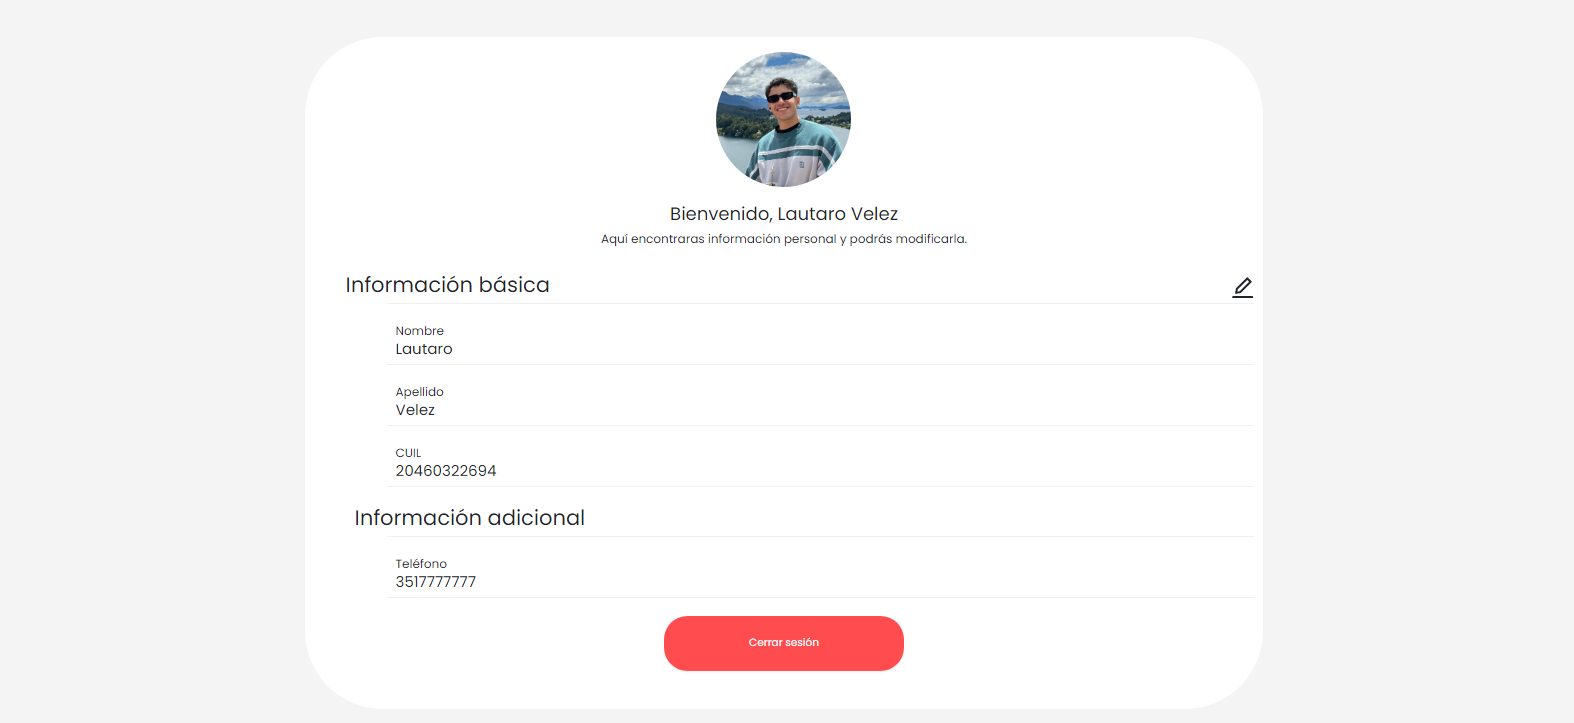 Bienvenido, Lautaro Velez
Aquí encontraras información personal y podrás modificarla.
Información básica
Nombre
Lautaro
Apellido
Velez
CUIL
20460322694
Información adicional
Teléfono
3517777777
Cerrar sesión